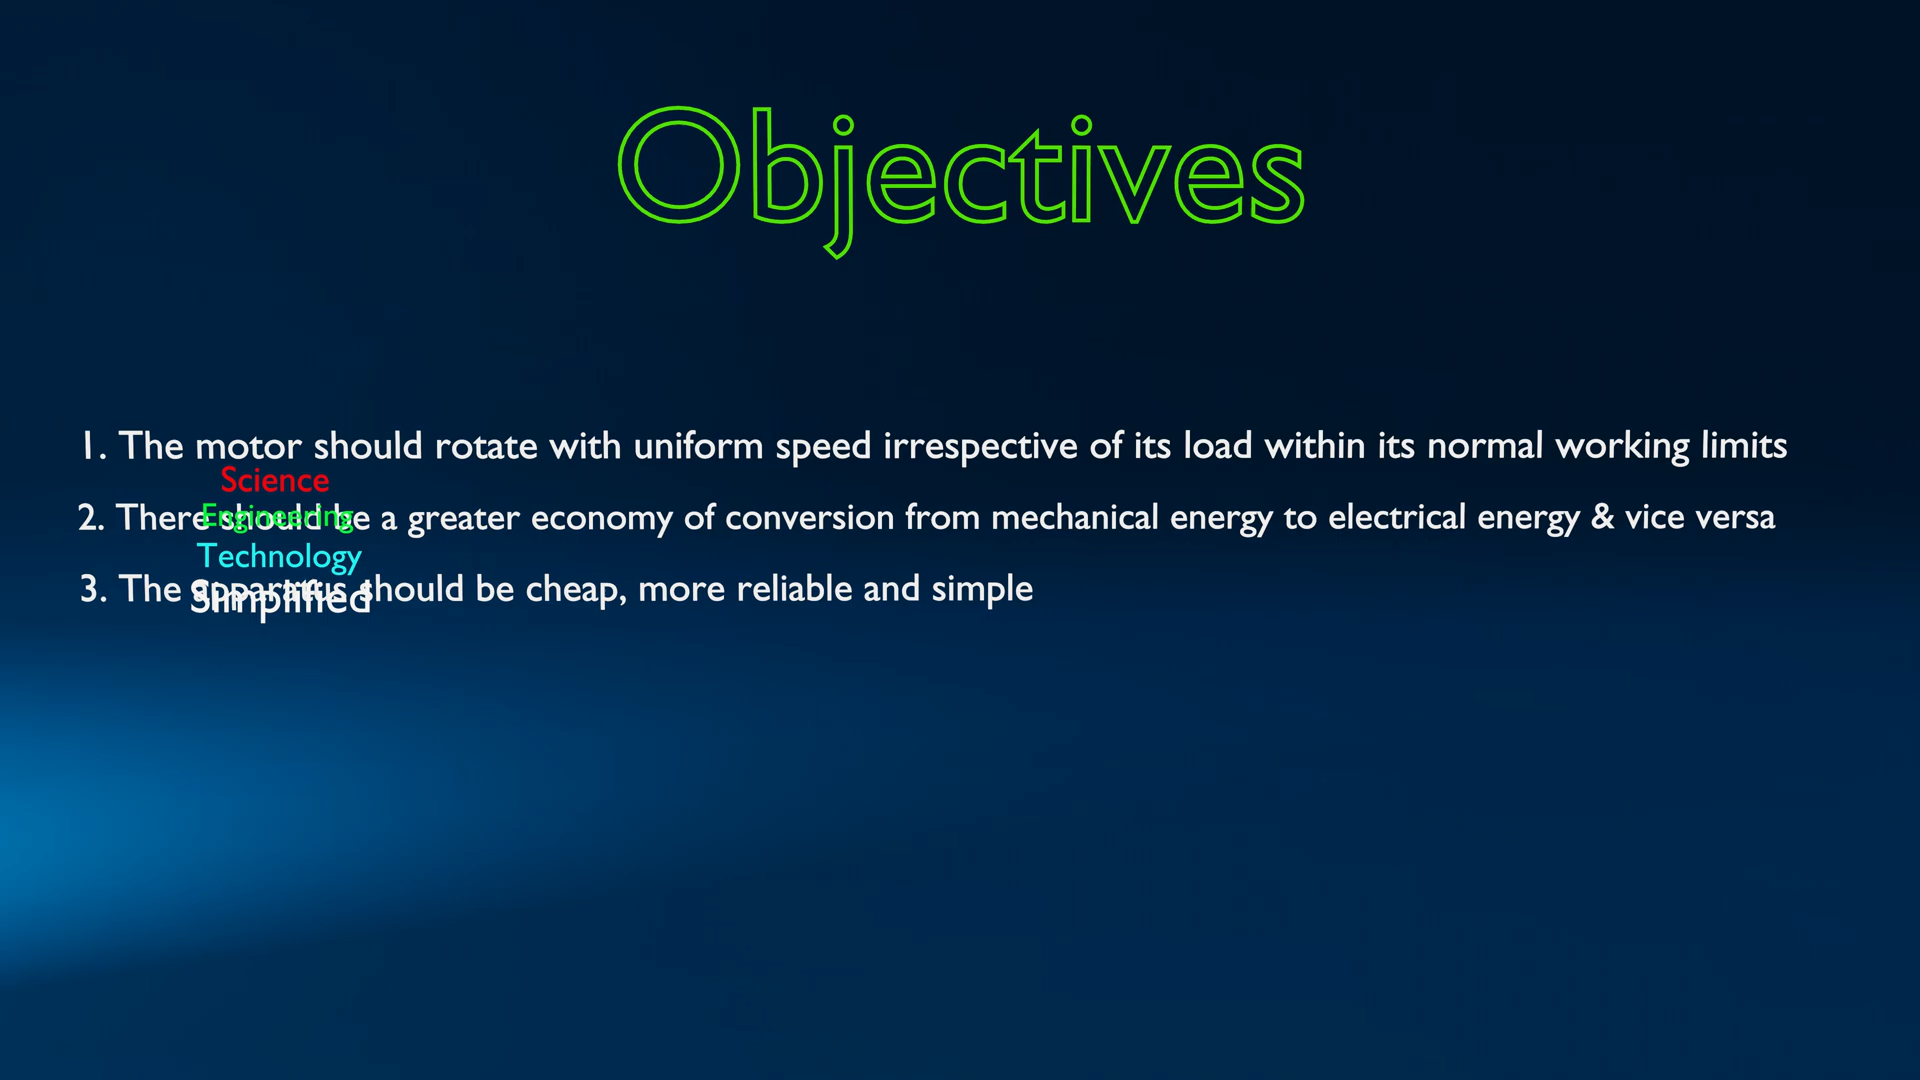 Objectives
1. The motor should rotate with uniform speed irrespective of its load within its normal working limits
Science
2. There should be a greater economy of conversion from mechanical energy to electrical energy & vice versa
Engineering
Technology
3. The apparatus should be cheap, more reliable and simple
Simplified